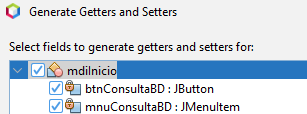 Generate Getters and Setters
Select fields to generate getters and setters for:
mdiInicio
btnConsultaBD : JButton
mnuConsultaBD : JMenuItem